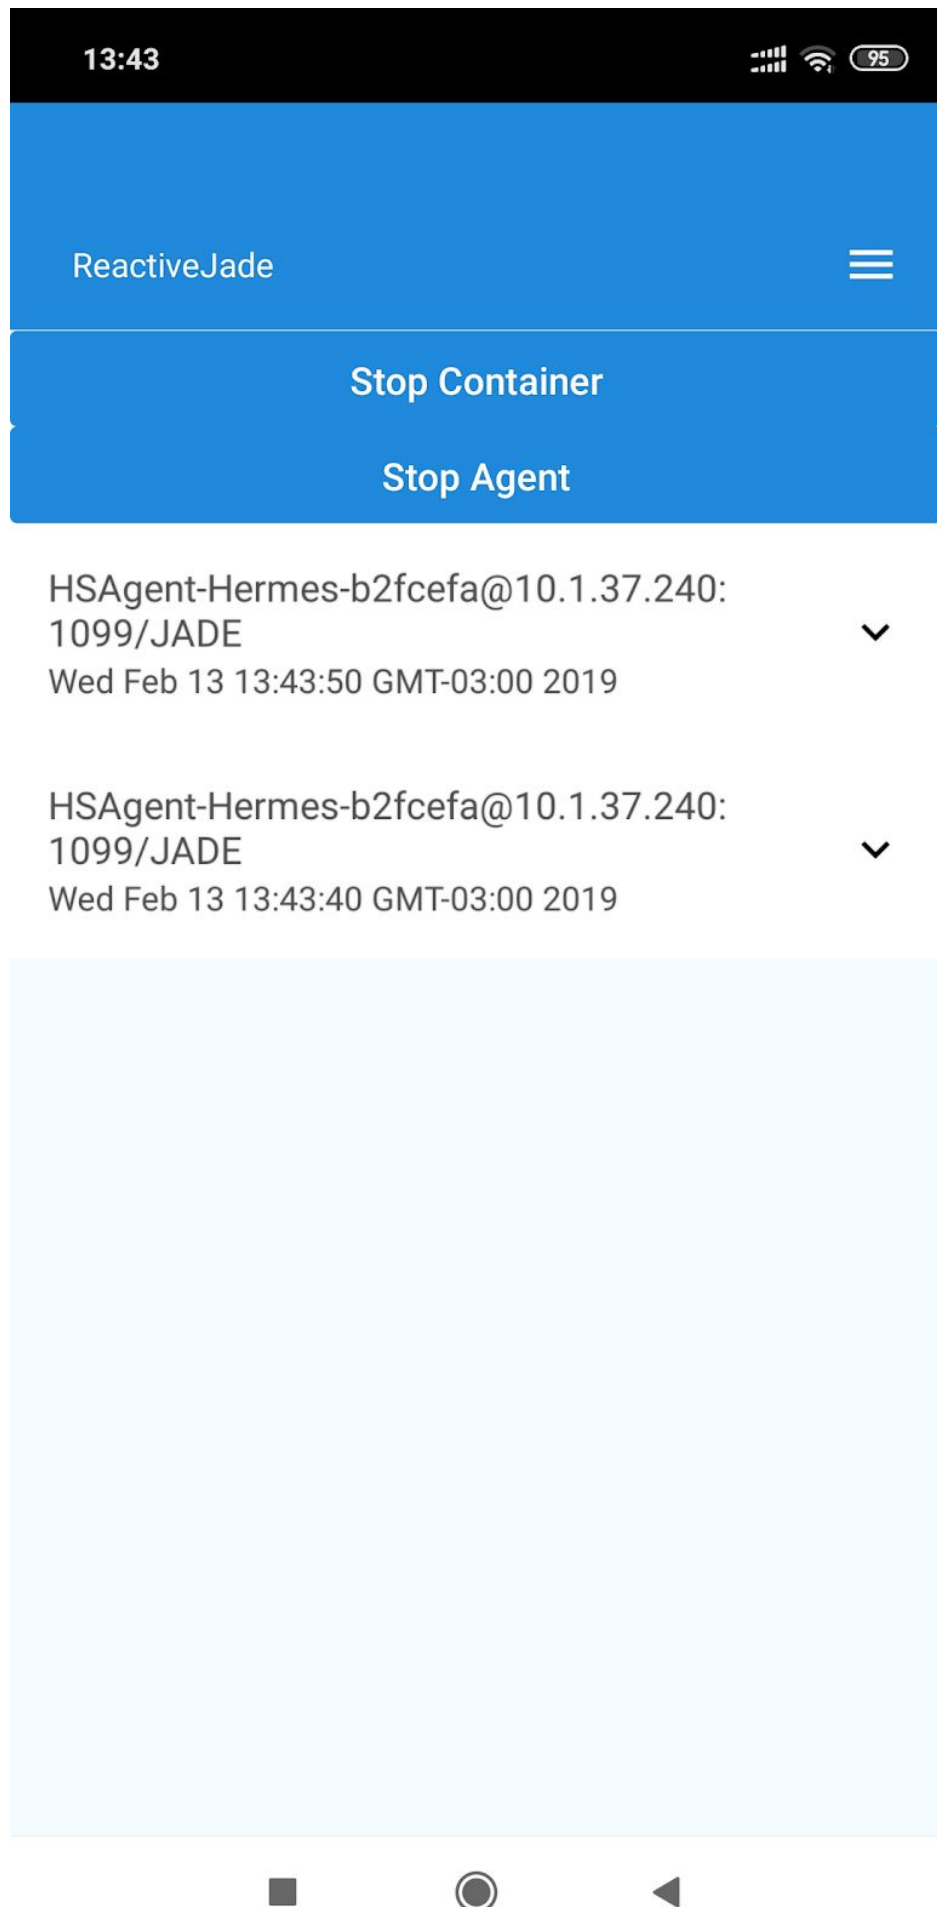 13:43
95
ReactiveJade
Stop Container
Stop Agent
HSAgent-Hermes-b2fcefa@10.1.37.240:
1099/JADE
Wed Feb 13 13:43:50 GMT-03:00 2019
HSAgent-Hermes-b2fcefa@10.1.37.240:
1099/JADE
Wed Feb 13 13:43:40 GMT-03:00 2019